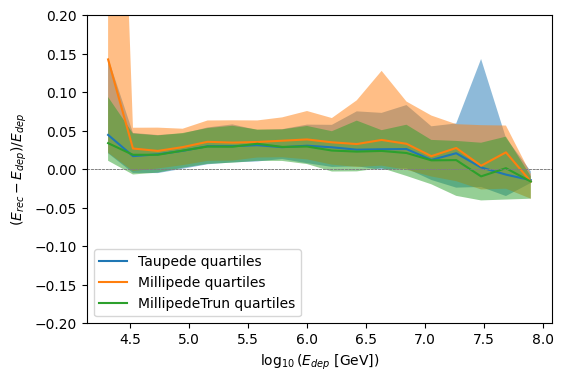 0.20
0.15
0.10
0.05
0.00
−0.05
−0.10
−0.15
−0.20
(E_rec − E_dep)/E_dep
Taupede quartiles
Millipede quartiles
MillipedeTrun quartiles
4.5 5.0 5.5 6.0 6.5 7.0 7.5 8.0
log₁₀(E_dep [GeV])